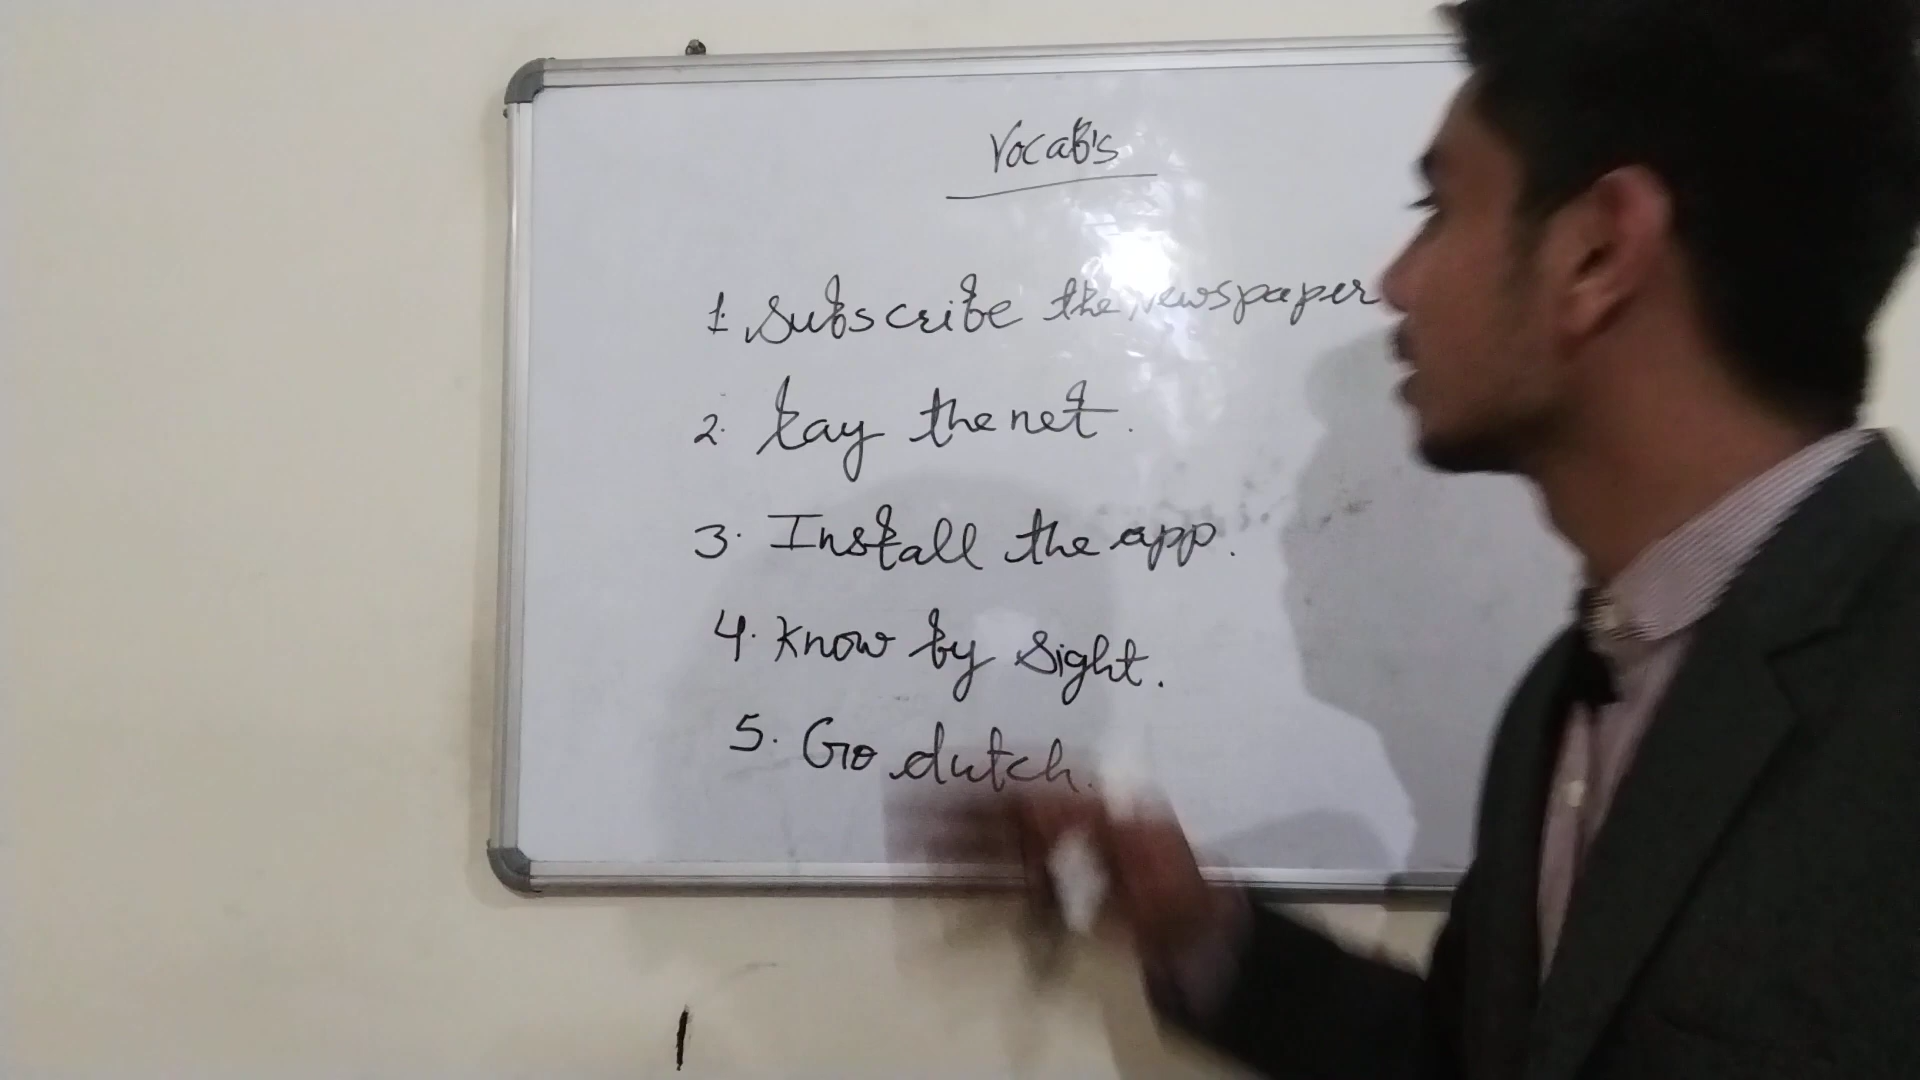 Vocab's
1. Subscribe the newspaper
2. Lay the net.
3. Install the app.
4. Know by sight.
5. Go dutch.